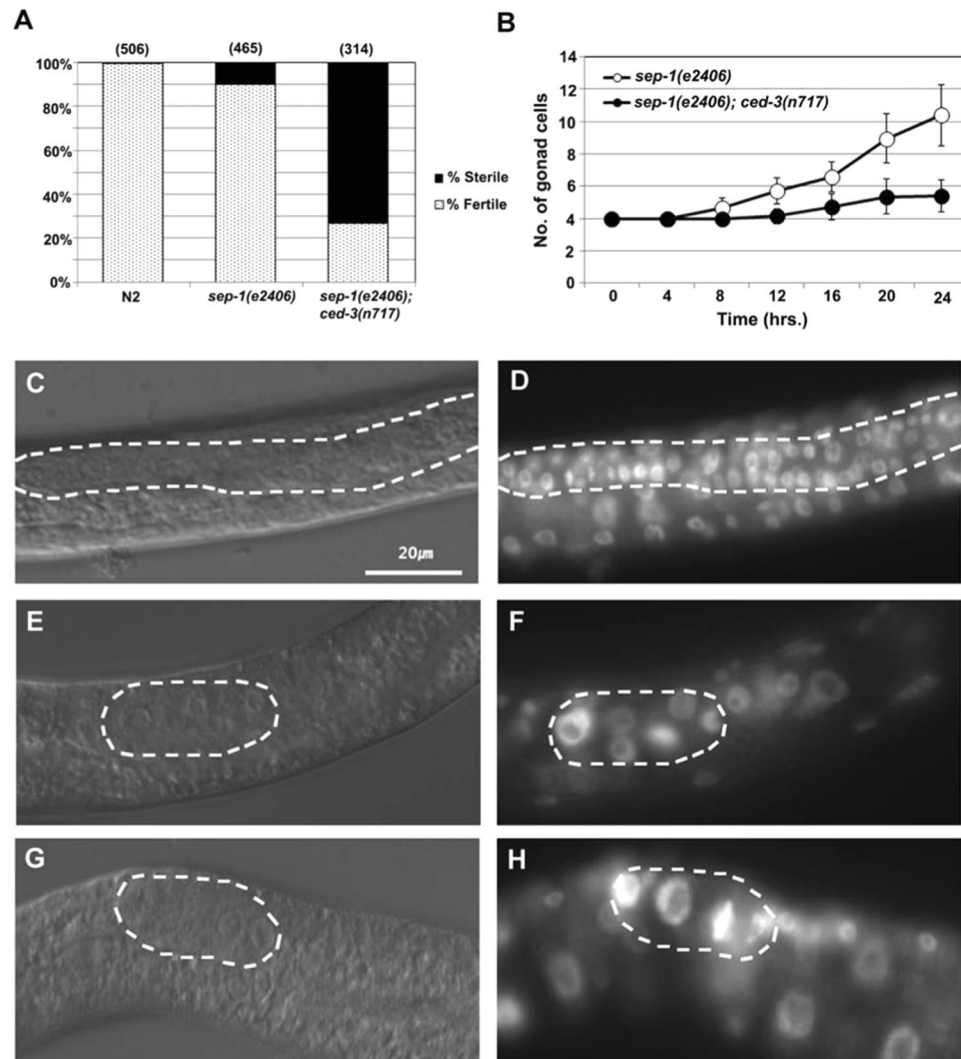 A
(506) (465) (314)
100%
80%
60%
40%
20%
0%
N2 sep-1(e2406) sep-1(e2406);
ced-3(n717)
% Sterile
% Fertile
B
No. of gonad cells
14
12
10
8
6
4
2
0
sep-1(e2406)
sep-1(e2406); ced-3(n717)
0 4 8 12 16 20 24
Time (hrs.)
C
20㎛
D
E
F
G
H